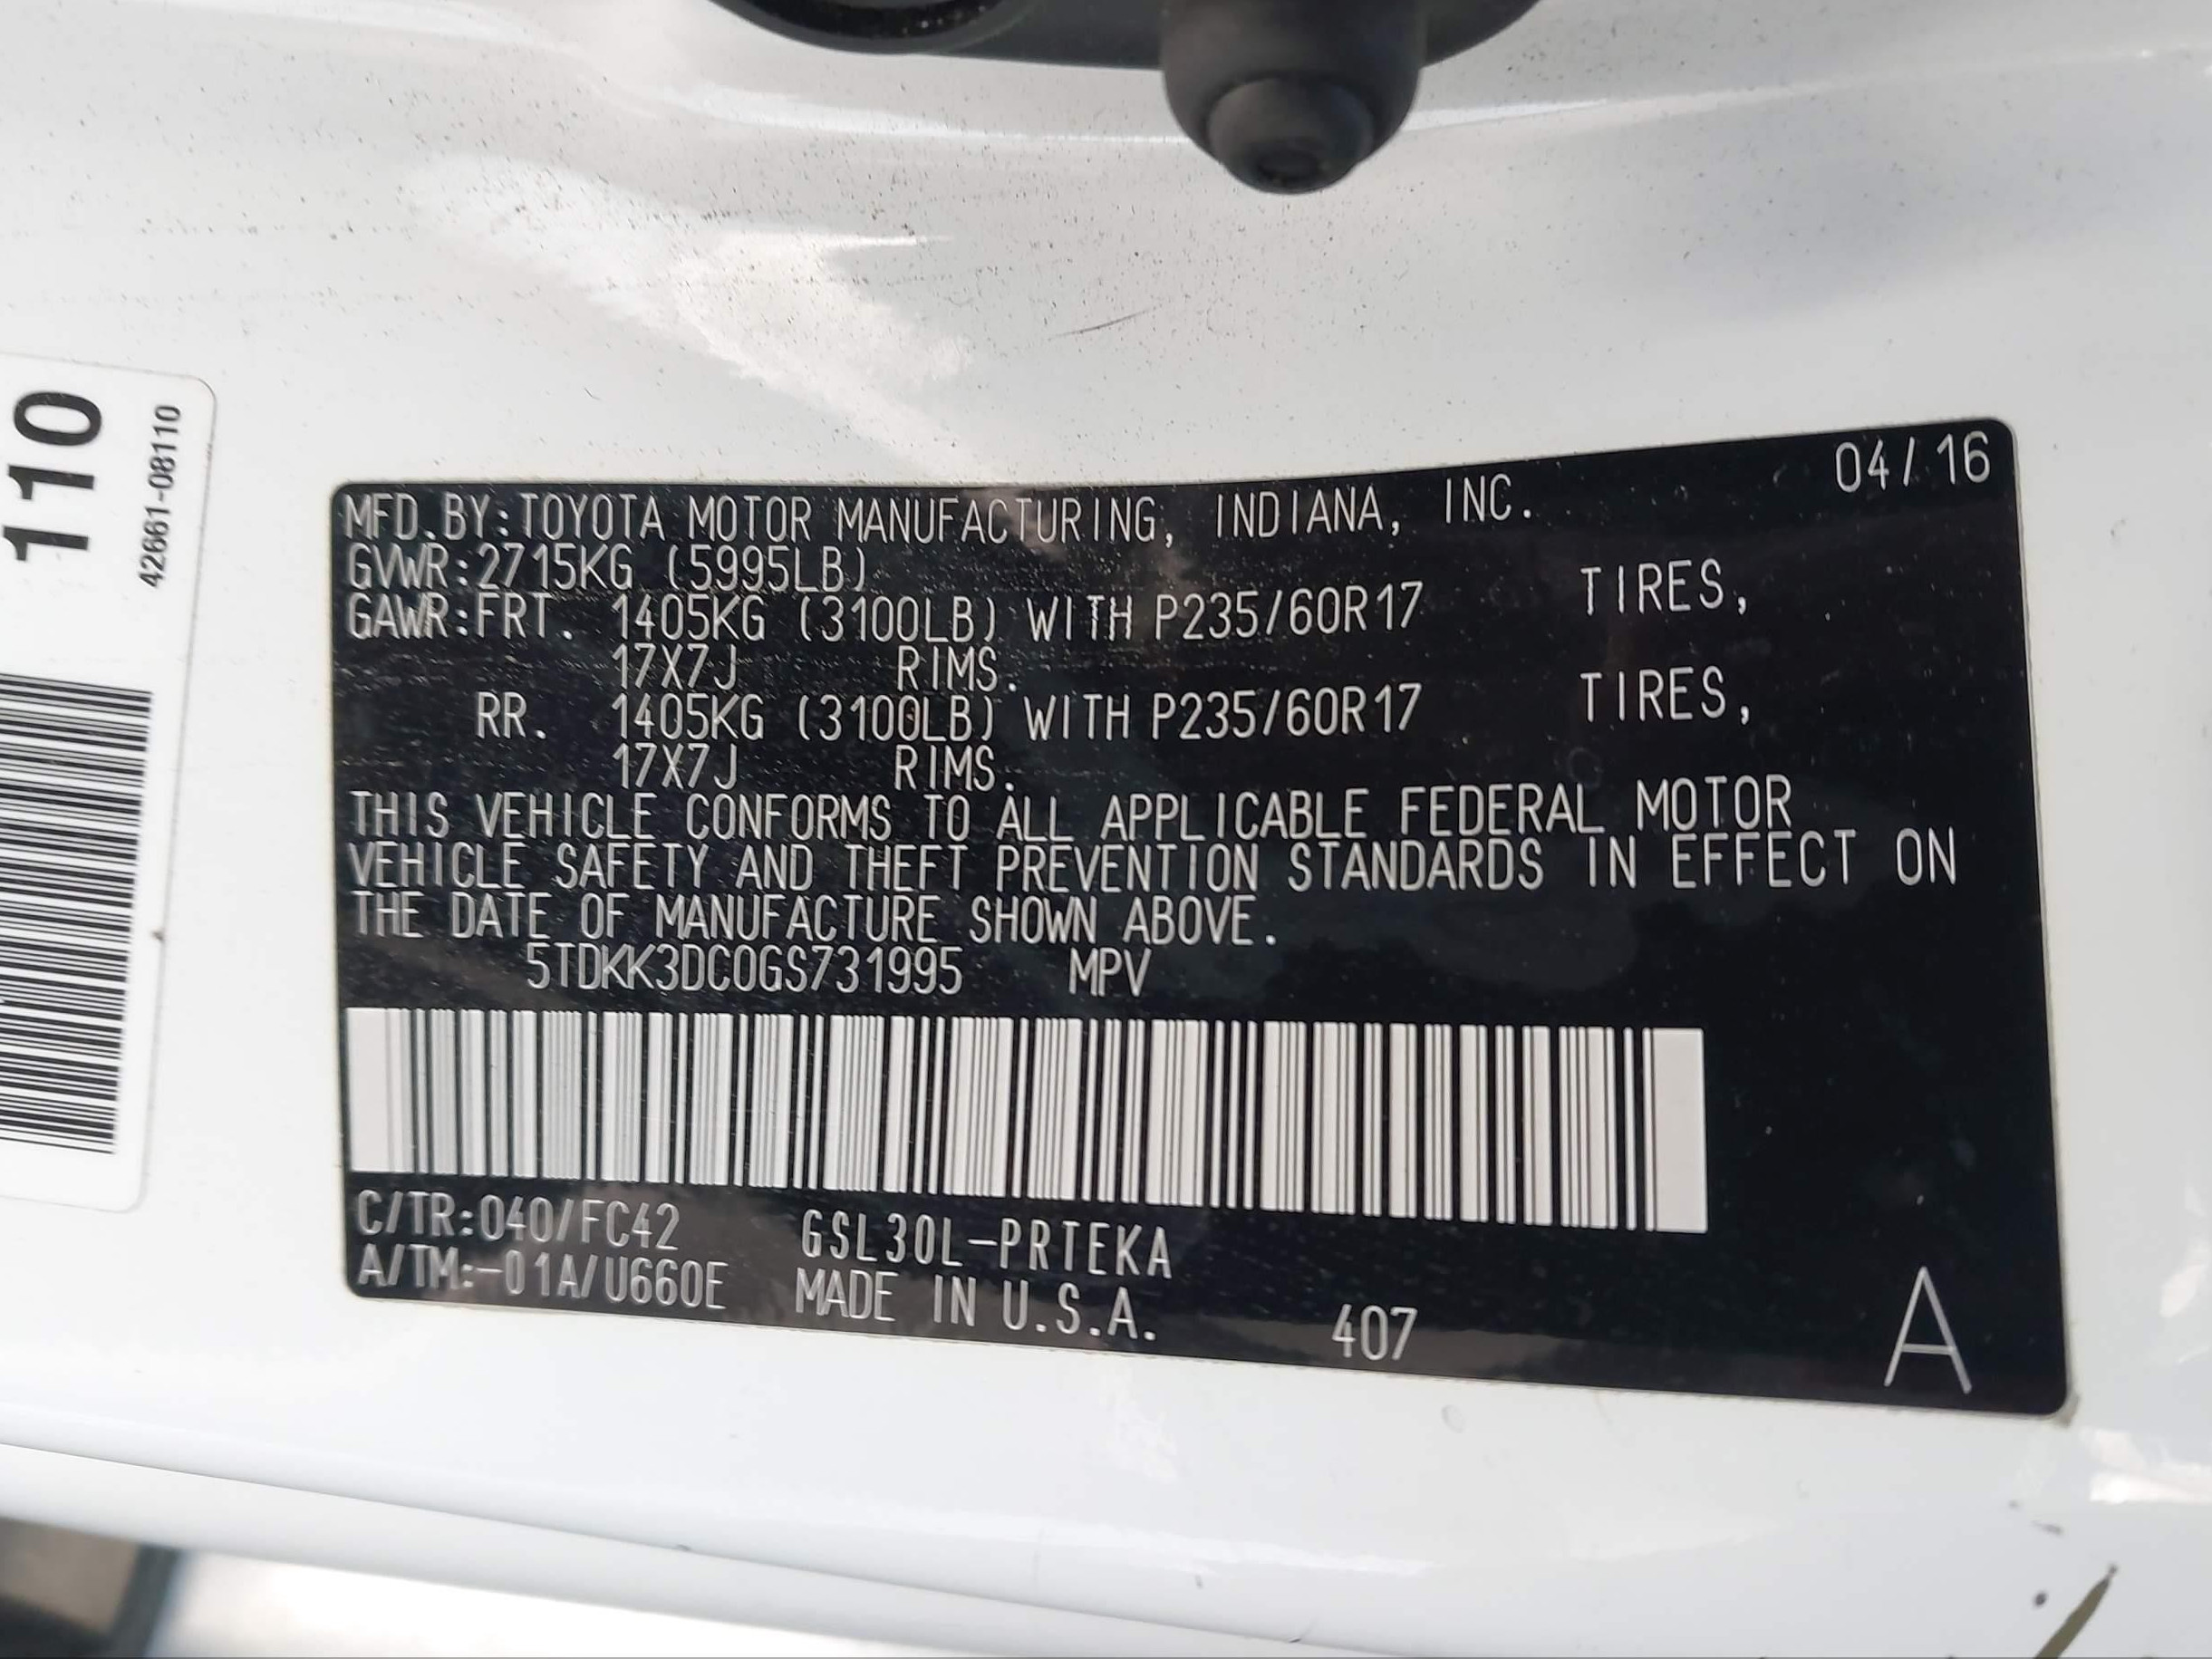 110
42661-08110
04/16
MFD.BY:TOYOTA MOTOR MANUFACTURING, INDIANA, INC.
GVWR:2715KG (5995LB)
GAWR:FRT. 1405KG (3100LB) WITH P235/60R17 TIRES,
17X7J RIMS.
RR. 1405KG (3100LB) WITH P235/60R17 TIRES,
17X7J RIMS.
THIS VEHICLE CONFORMS TO ALL APPLICABLE FEDERAL MOTOR
VEHICLE SAFETY AND THEFT PREVENTION STANDARDS IN EFFECT ON
THE DATE OF MANUFACTURE SHOWN ABOVE.
5TDKK3DC0GS731995 MPV
C/TR:040/FC42 GSL30L-PRTEKA
A/TM:-01A/U660E MADE IN U.S.A. 407
A